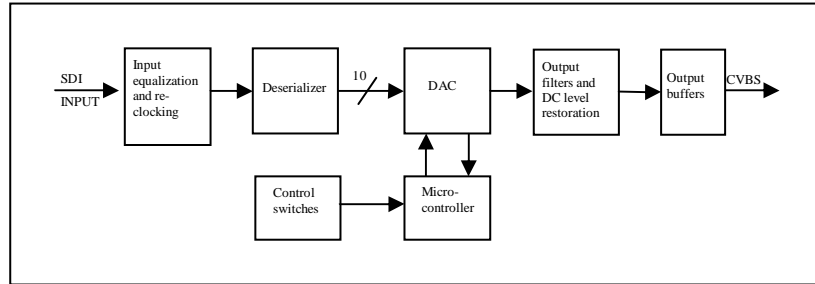 SDI
INPUT
Input
equalization
and re-
clocking
Deserializer
10
DAC
Output
filters and
DC level
restoration
Output
buffers
CVBS
Control
switches
Micro-
controller